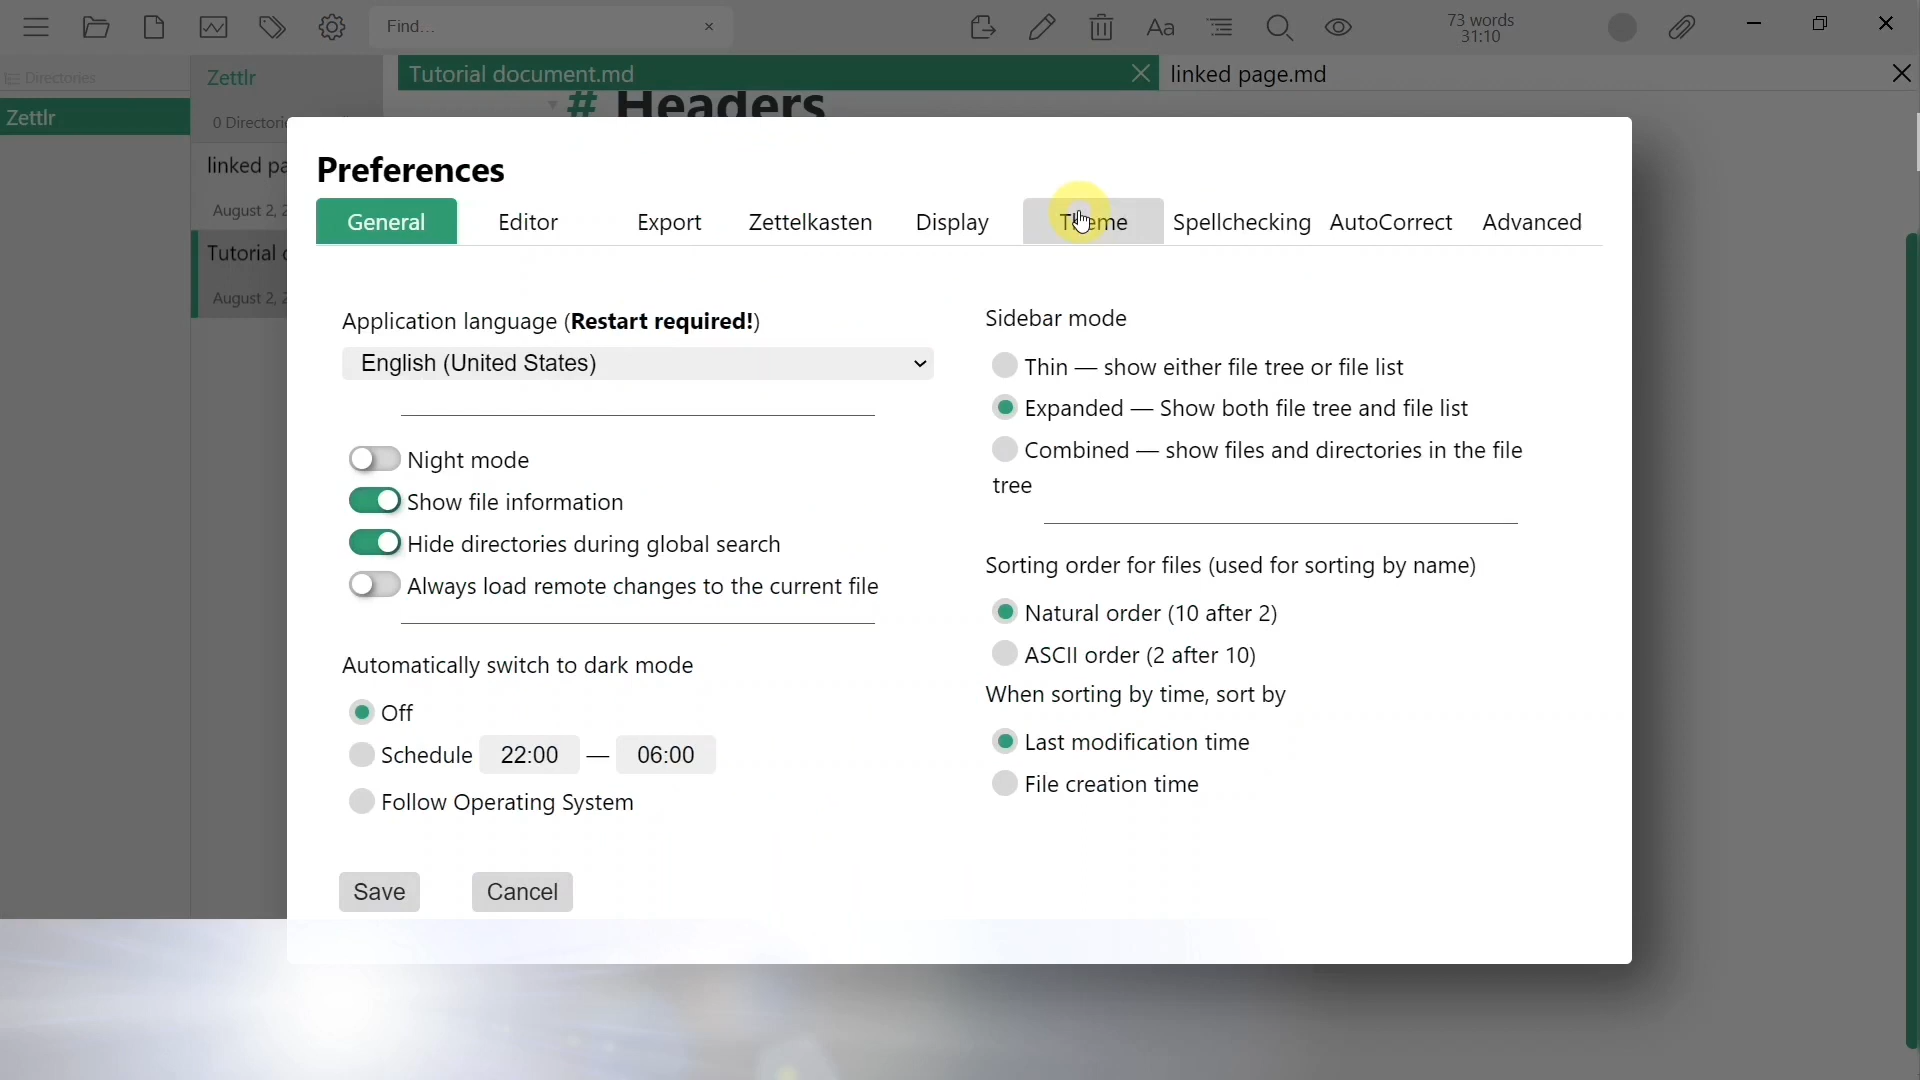 Find...
×
Aa
73 words
31:10
Directories
Zettlr
Tutorial document.md
linked page.md
Zettlr
# Headers
0 Directori
linked pa
August 2, 2
Tutorial
August 2, 2
Preferences
General Editor Export Zettelkasten Display Theme Spellchecking AutoCorrect Advanced
Application language (Restart required!)
English (United States)
Night mode
Show file information
Hide directories during global search
Always load remote changes to the current file
Automatically switch to dark mode
Off
Schedule 22:00 — 06:00
Follow Operating System
Sidebar mode
Thin — show either file tree or file list
Expanded — Show both file tree and file list
Combined — show files and directories in the file
tree
Sorting order for files (used for sorting by name)
Natural order (10 after 2)
ASCII order (2 after 10)
When sorting by time, sort by
Last modification time
File creation time
Save Cancel